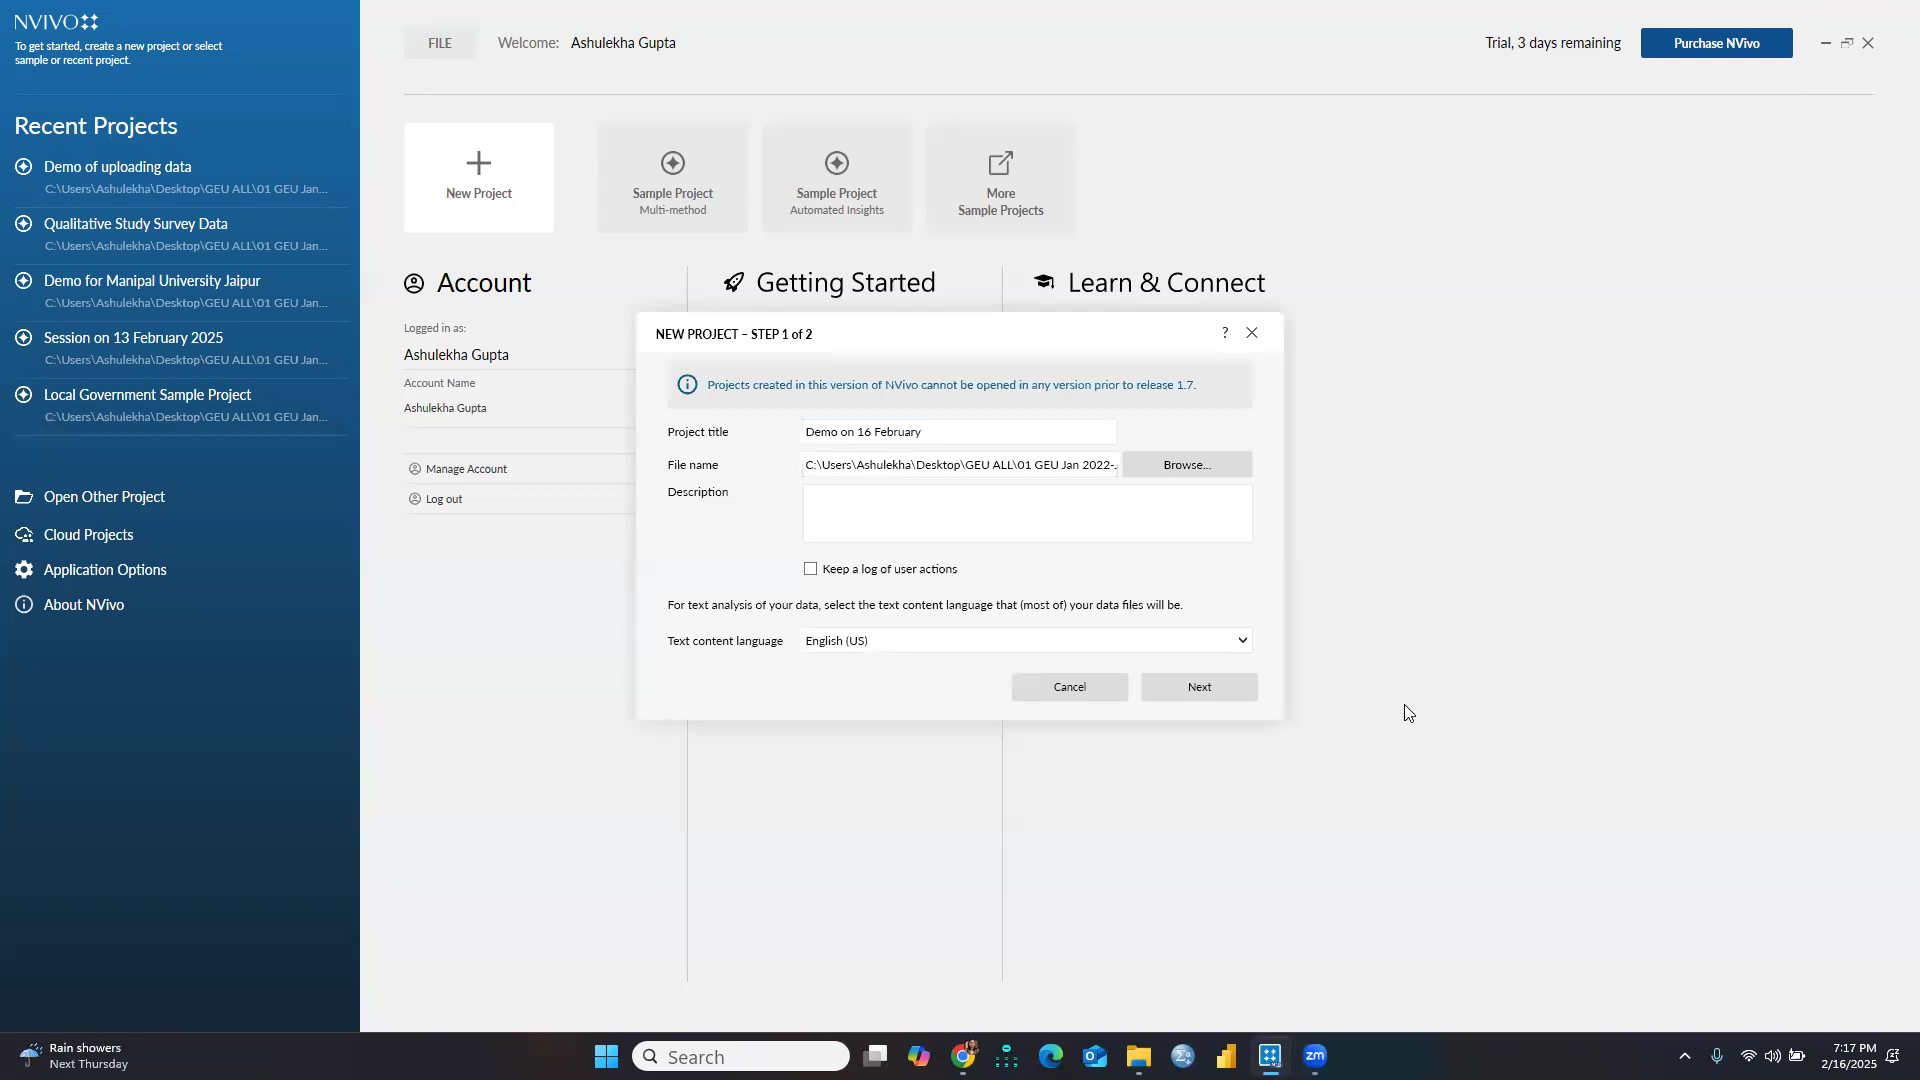 NVIVO
To get started, create a new project or select
sample or recent project.
Recent Projects
Demo of uploading data
C:\Users\Ashulekha\Desktop\GEU ALL\01 GEU Jan...
Qualitative Study Survey Data
C:\Users\Ashulekha\Desktop\GEU ALL\01 GEU Jan...
Demo for Manipal University Jaipur
C:\Users\Ashulekha\Desktop\GEU ALL\01 GEU Jan...
Session on 13 February 2025
C:\Users\Ashulekha\Desktop\GEU ALL\01 GEU Jan...
Local Government Sample Project
C:\Users\Ashulekha\Desktop\GEU ALL\01 GEU Jan...
Open Other Project
Cloud Projects
Application Options
About NVivo
FILE
Welcome: Ashulekha Gupta
Trial, 3 days remaining
Purchase NVivo
New Project
Sample Project
Multi-method
Sample Project
Automated Insights
More
Sample Projects
Account
Getting Started
Learn & Connect
Logged in as:
Ashulekha Gupta
Account Name
Ashulekha Gupta
Manage Account
Log out
NEW PROJECT – STEP 1 of 2
?
Projects created in this version of NVivo cannot be opened in any version prior to release 1.7.
Project title
Demo on 16 February
File name
C:\Users\Ashulekha\Desktop\GEU ALL\01 GEU Jan 2022-.
Browse...
Description
Keep a log of user actions
For text analysis of your data, select the text content language that (most of) your data files will be.
Text content language
English (US)
Cancel
Next
Rain showers
Next Thursday
Search
zm
7:17 PM
2/16/2025